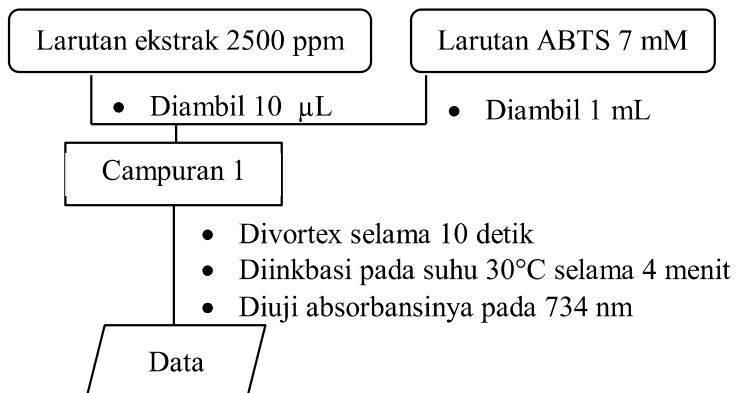 Larutan ekstrak 2500 ppm
Larutan ABTS 7 mM
• Diambil 10 µL
• Diambil 1 mL
Campuran 1
• Divortex selama 10 detik
• Diinkbasi pada suhu 30°C selama 4 menit
• Diuji absorbansinya pada 734 nm
Data